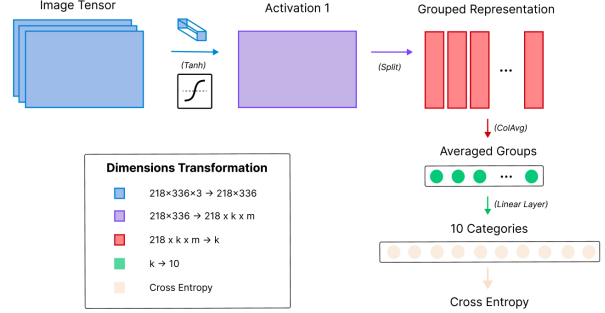 Image Tensor
Activation 1
Grouped Representation
(Tanh)
(Split)
...
(ColAvg)
Averaged Groups
...
(Linear Layer)
10 Categories
Cross Entropy
Dimensions Transformation
218×336×3 → 218×336
218×336 → 218 x k x m
218 x k x m → k
k → 10
Cross Entropy